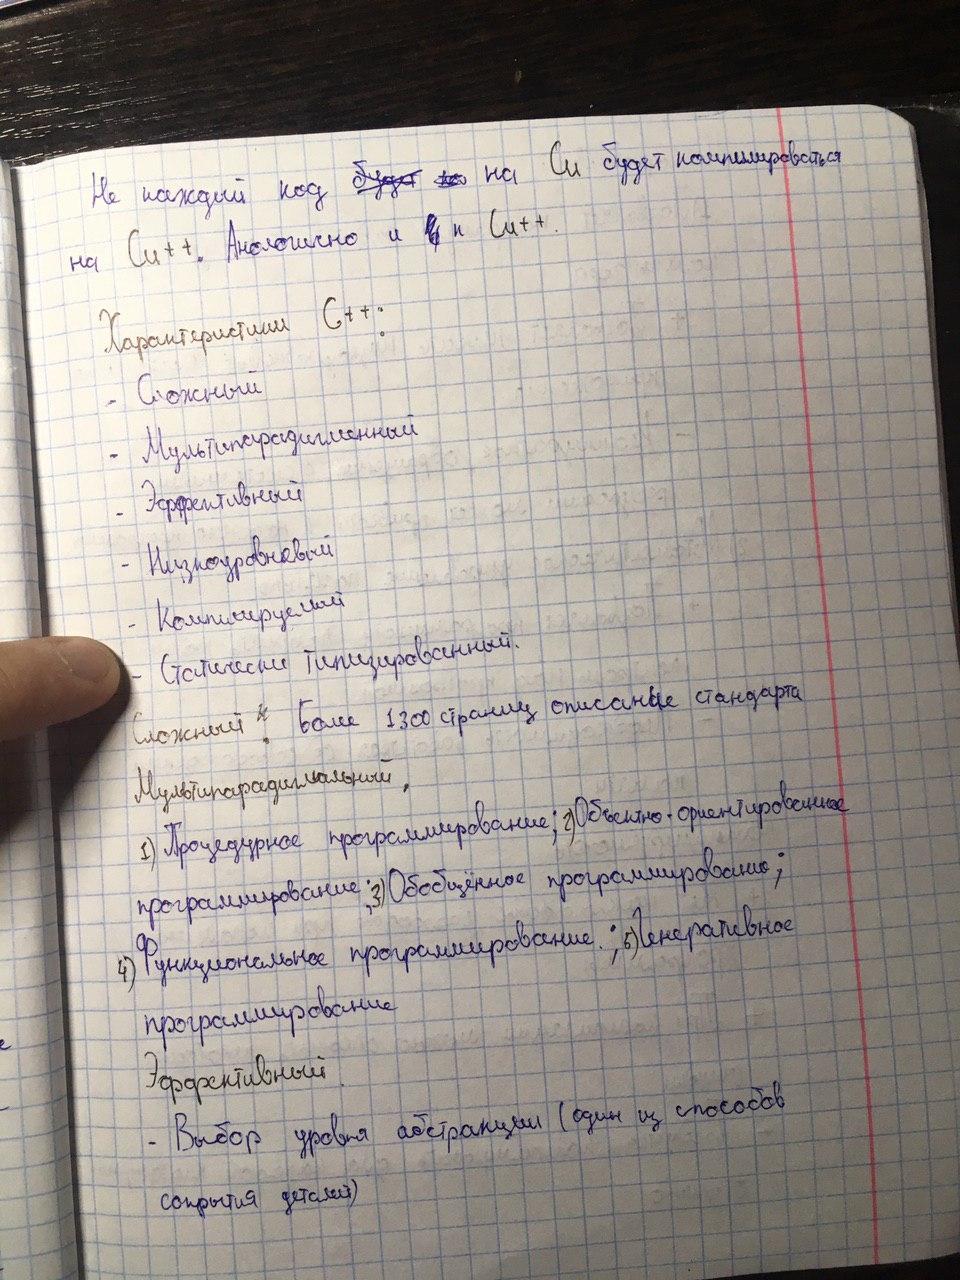 Не каждый код на Си будет компилироваться
на Си++. Аналогично и к Си++.
Характеристики C++:
- Сложный
- Мультипарадигменный
- Эффективный
- Низкоуровневый
- Компилируемый
- Статически типизированный.
Сложный: Более 1300 страниц описание стандарта
Мультипарадигмальный.
1) Процедурное программирование; 2) Объектно-ориентированное
программирование; 3) Обобщённое программирование;
4) Функциональное программирование.; 5) Генеративное
программирование
Эффективный.
- Выбор уровня абстракции (один из способов
сокрытия деталей)